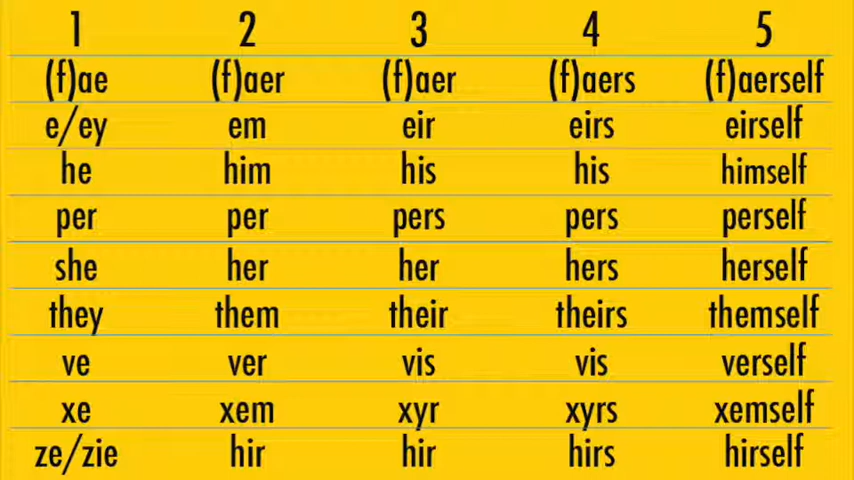 1 2 3 4 5
(f)ae (f)aer (f)aer (f)aers (f)aerself
e/ey em eir eirs eirself
he him his his himself
per per pers pers perself
she her her hers herself
they them their theirs themself
ve ver vis vis verself
xe xem xyr xyrs xemself
ze/zie hir hir hirs hirself